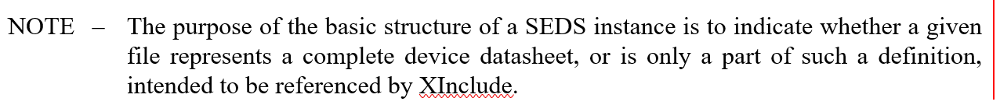 NOTE – The purpose of the basic structure of a SEDS instance is to indicate whether a given
file represents a complete device datasheet, or is only a part of such a definition,
intended to be referenced by XInclude.